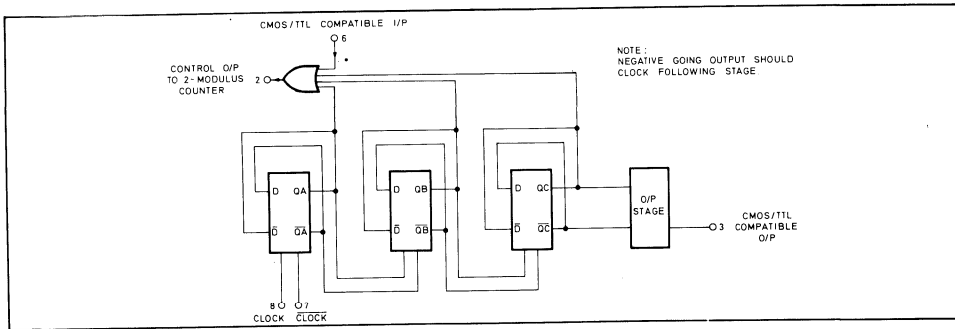 CMOS/TTL COMPATIBLE I/P
6
CONTROL O/P
TO 2-MODULUS
COUNTER
2
NOTE:
NEGATIVE GOING OUTPUT SHOULD
CLOCK FOLLOWING STAGE
D QA
D̅ Q̅A̅
D QB
D̅ Q̅B̅
D QC
D̅ Q̅C̅
O/P
STAGE
3
CMOS/TTL
COMPATIBLE
O/P
8 7
CLOCK C̅L̅O̅C̅K̅